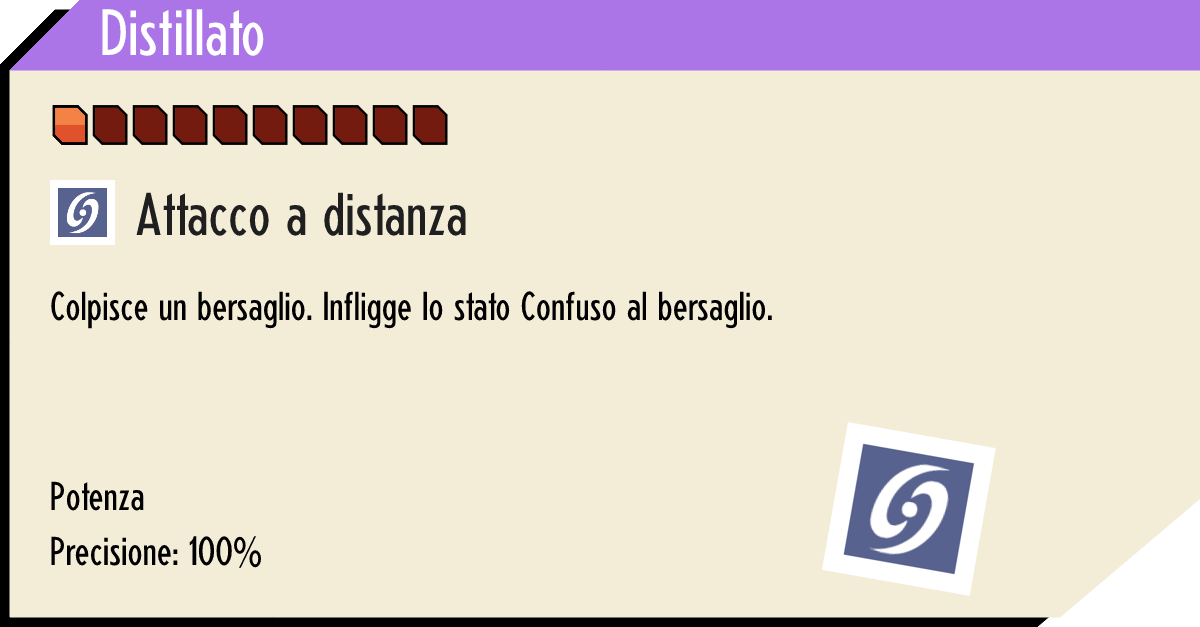 Distillato
Attacco a distanza
Colpisce un bersaglio. Infligge lo stato Confuso al bersaglio.
Potenza
Precisione: 100%